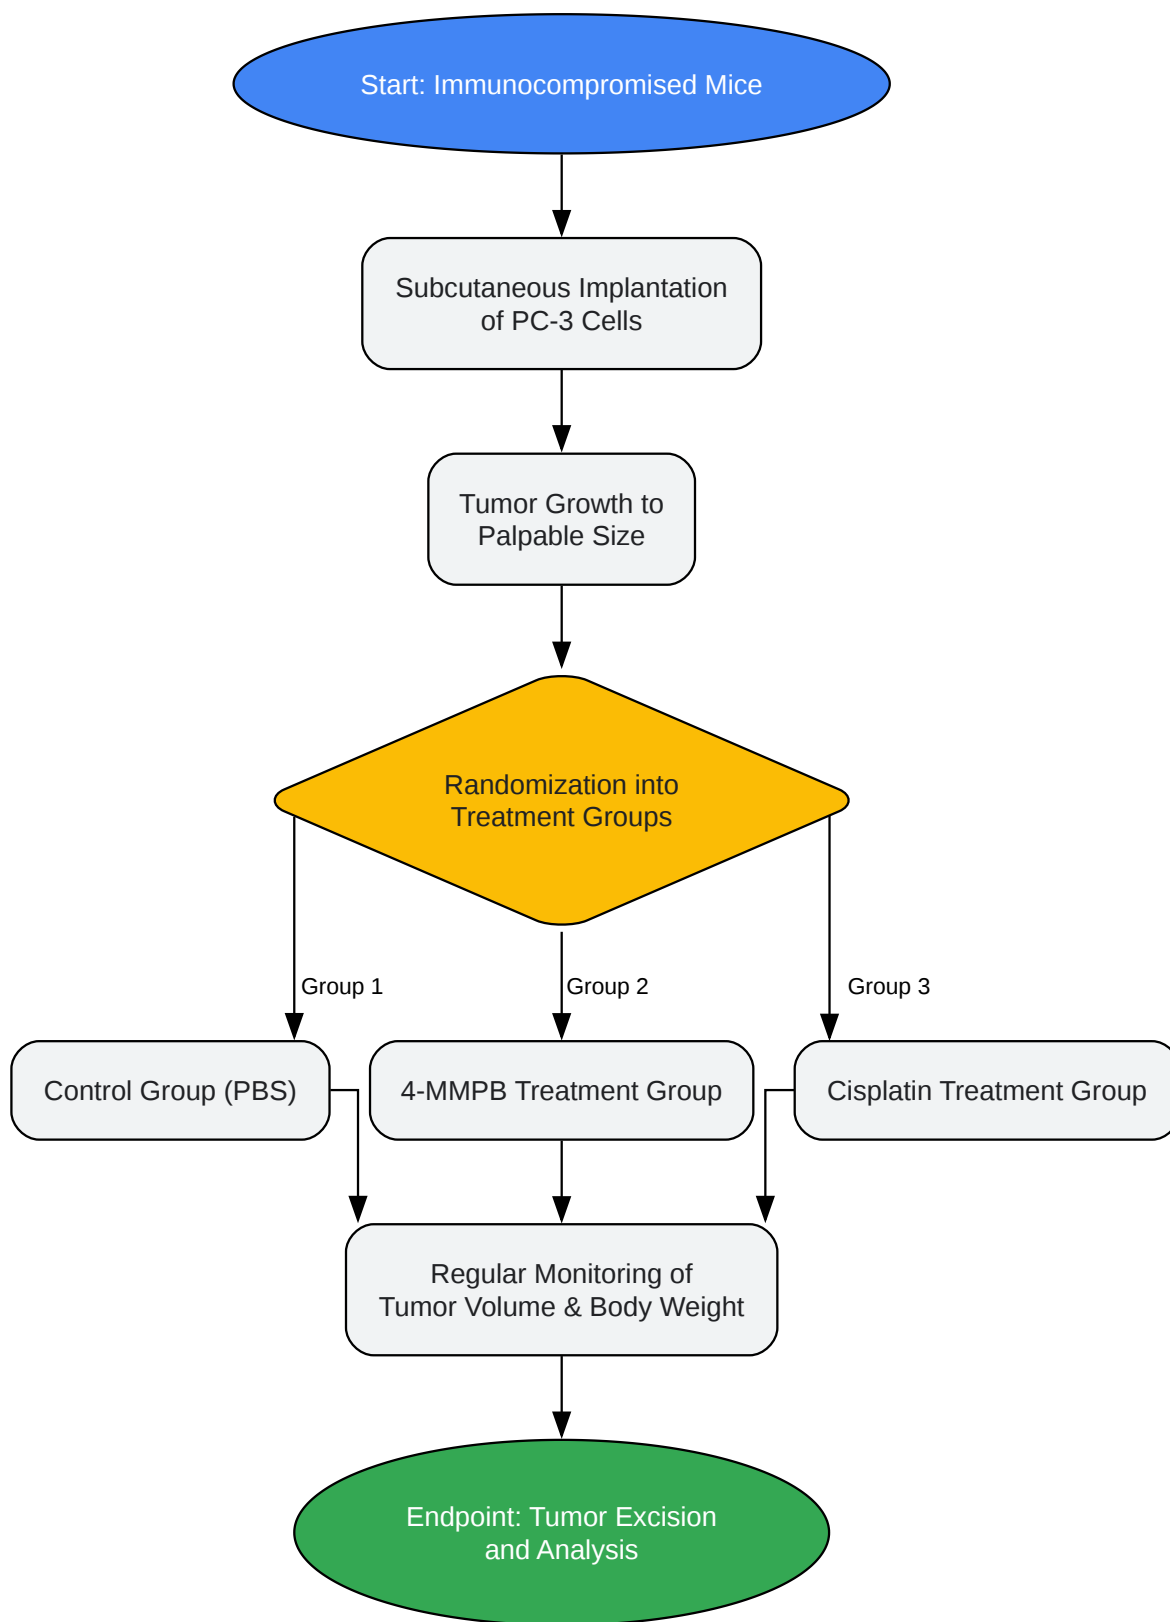 Start: Immunocompromised Mice
Subcutaneous Implantation
of PC-3 Cells
Tumor Growth to
Palpable Size
Randomization into
Treatment Groups
Group 1
Group 2
Group 3
Control Group (PBS)
4-MMPB Treatment Group
Cisplatin Treatment Group
Regular Monitoring of
Tumor Volume & Body Weight
Endpoint: Tumor Excision
and Analysis